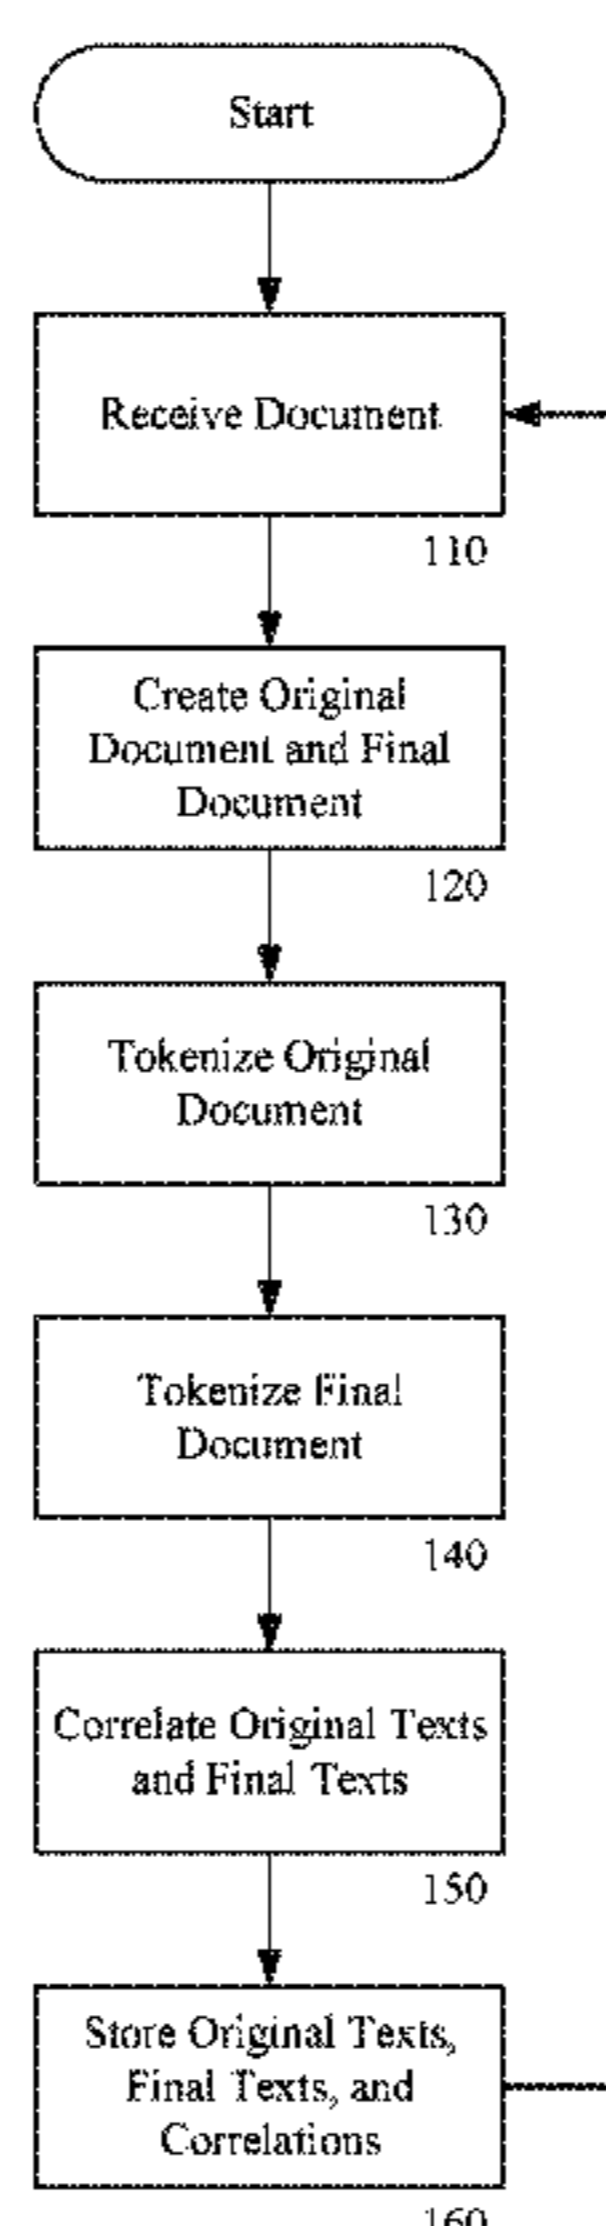 Start
Receive Document
110
Create Original
Document and Final
Document
120
Tokenize Original
Document
130
Tokenize Final
Document
140
Correlate Original Texts
and Final Texts
150
Store Original Texts,
Final Texts, and
Correlations
160